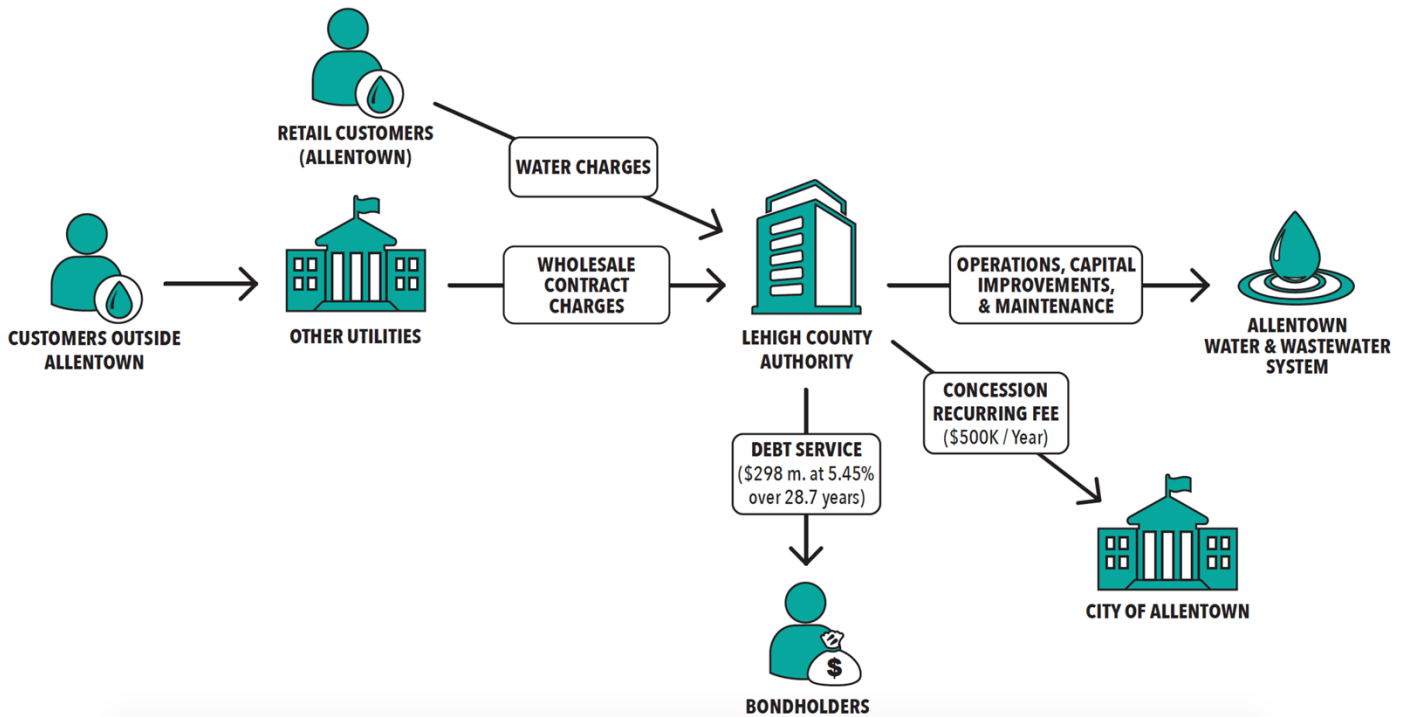 RETAIL CUSTOMERS
(ALLENTOWN)
WATER CHARGES
CUSTOMERS OUTSIDE
ALLENTOWN
OTHER UTILITIES
WHOLESALE
CONTRACT
CHARGES
LEHIGH COUNTY
AUTHORITY
OPERATIONS, CAPITAL
IMPROVEMENTS,
& MAINTENANCE
ALLENTOWN
WATER & WASTEWATER
SYSTEM
CONCESSION
RECURRING FEE
($500K / Year)
DEBT SERVICE
($298 m. at 5.45%
over 28.7 years)
CITY OF ALLENTOWN
$
BONDHOLDERS